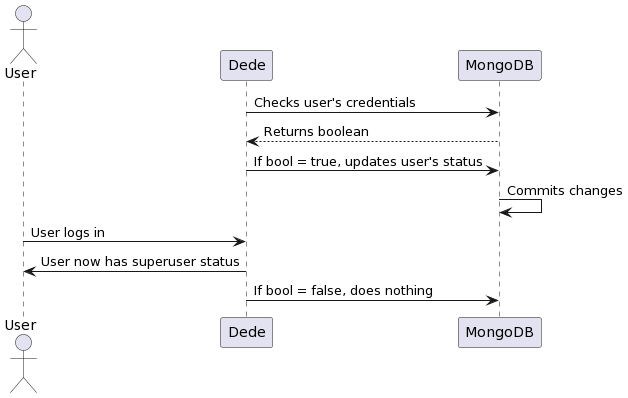 User
Dede
MongoDB
Checks user's credentials
Returns boolean
If bool = true, updates user's status
Commits changes
User logs in
User now has superuser status
If bool = false, does nothing
User
Dede
MongoDB